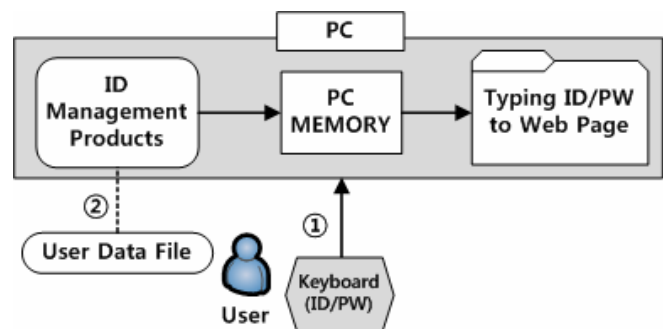 PC
ID
Management
Products
PC
MEMORY
Typing ID/PW
to Web Page
②
①
User Data File
User
Keyboard
(ID/PW)